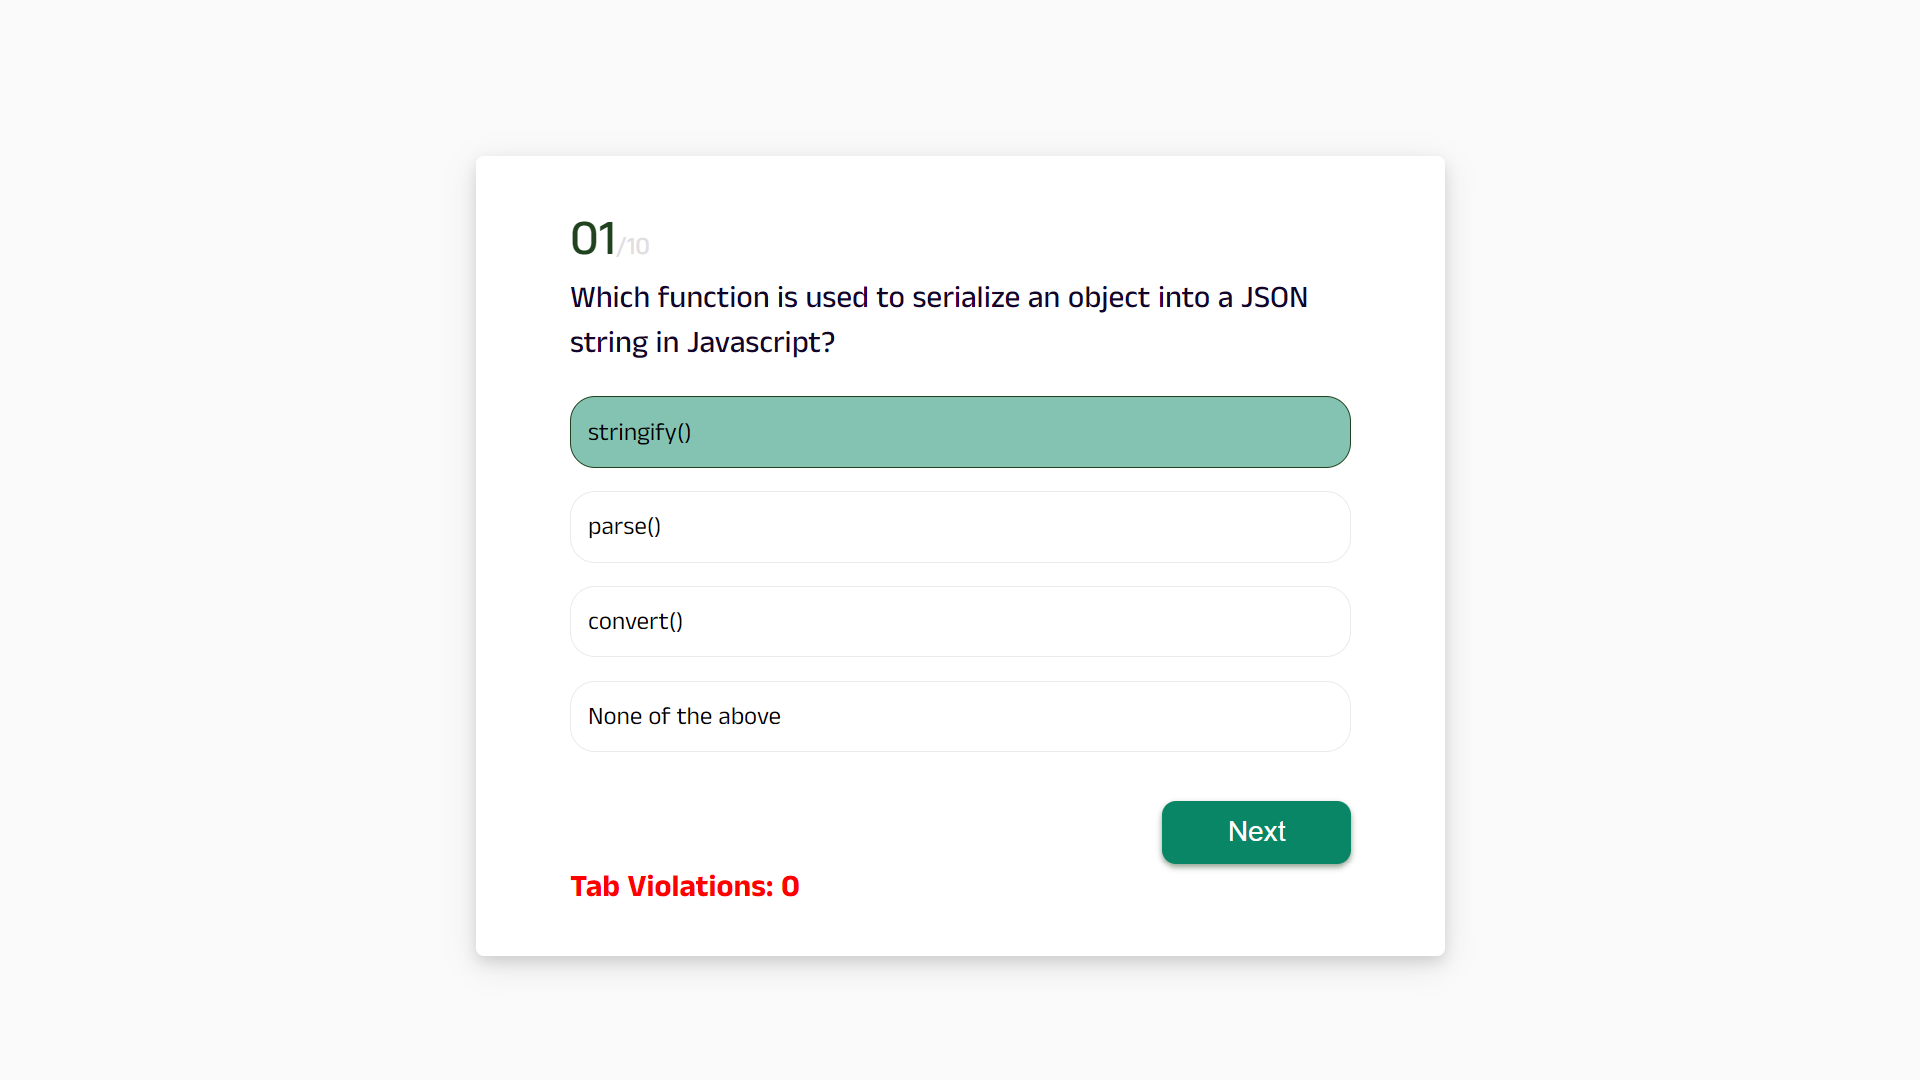 01/10
Which function is used to serialize an object into a JSON
string in Javascript?
stringify()
parse()
convert()
None of the above
Next
Tab Violations: 0